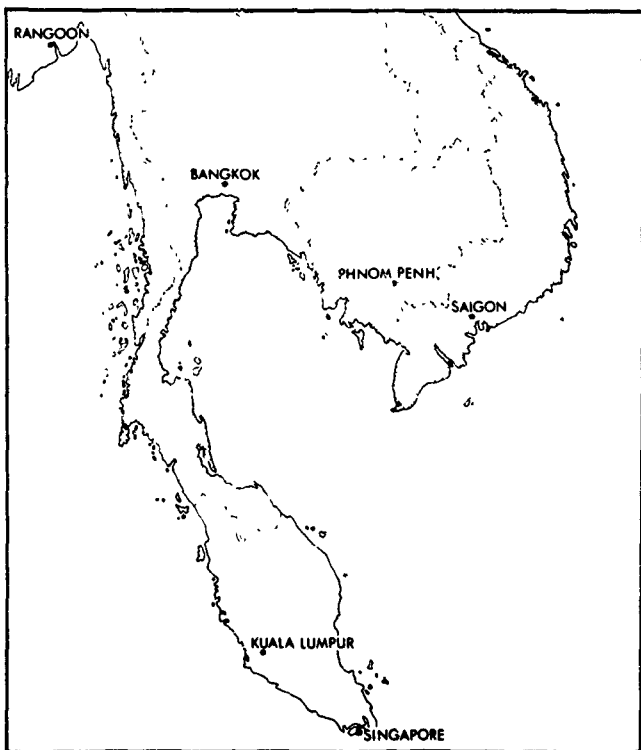 RANGOON
BANGKOK
PHNOM PENH
SAIGON
KUALA LUMPUR
SINGAPORE